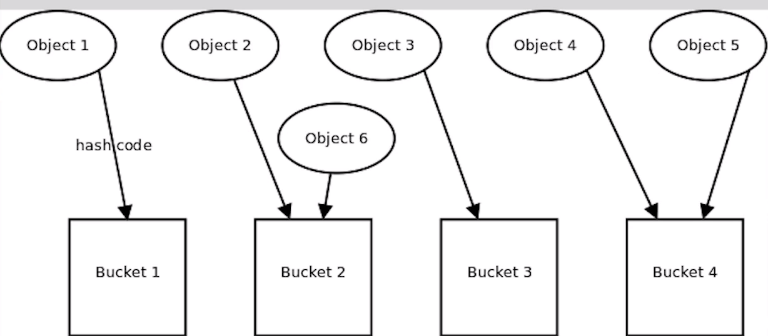 Object 1
Object 2
Object 3
Object 4
Object 5
Object 6
hash code
Bucket 1
Bucket 2
Bucket 3
Bucket 4